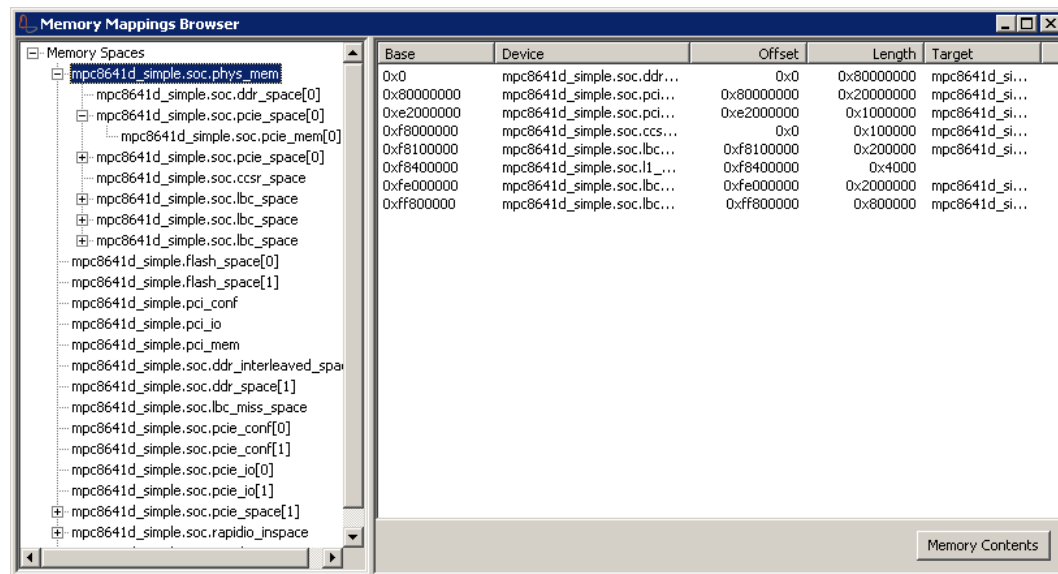 Memory Mappings Browser
Memory Spaces
mpc8641d_simple.soc.phys_mem
mpc8641d_simple.soc.ddr_space[0]
mpc8641d_simple.soc.pcie_space[0]
mpc8641d_simple.soc.pcie_mem[0]
mpc8641d_simple.soc.pcie_space[0]
mpc8641d_simple.soc.ccsr_space
mpc8641d_simple.soc.lbc_space
mpc8641d_simple.soc.lbc_space
mpc8641d_simple.soc.lbc_space
mpc8641d_simple.flash_space[0]
mpc8641d_simple.flash_space[1]
mpc8641d_simple.pci_conf
mpc8641d_simple.pci_io
mpc8641d_simple.pci_mem
mpc8641d_simple.soc.ddr_interleaved_spa
mpc8641d_simple.soc.ddr_space[1]
mpc8641d_simple.soc.lbc_miss_space
mpc8641d_simple.soc.pcie_conf[0]
mpc8641d_simple.soc.pcie_conf[1]
mpc8641d_simple.soc.pcie_io[0]
mpc8641d_simple.soc.pcie_io[1]
mpc8641d_simple.soc.pcie_space[1]
mpc8641d_simple.soc.rapidio_inspace
Base Device Offset Length Target
0x0 mpc8641d_simple.soc.ddr... 0x0 0x80000000 mpc8641d_si...
0x80000000 mpc8641d_simple.soc.pci... 0x80000000 0x20000000 mpc8641d_si...
0xe2000000 mpc8641d_simple.soc.pci... 0xe2000000 0x1000000 mpc8641d_si...
0xf8000000 mpc8641d_simple.soc.ccs... 0x0 0x100000 mpc8641d_si...
0xf8100000 mpc8641d_simple.soc.lbc... 0xf8100000 0x200000 mpc8641d_si...
0xf8400000 mpc8641d_simple.soc.l1_... 0xf8400000 0x4000
0xfe000000 mpc8641d_simple.soc.lbc... 0xfe000000 0x2000000 mpc8641d_si...
0xff800000 mpc8641d_simple.soc.lbc... 0xff800000 0x800000 mpc8641d_si...
Memory Contents